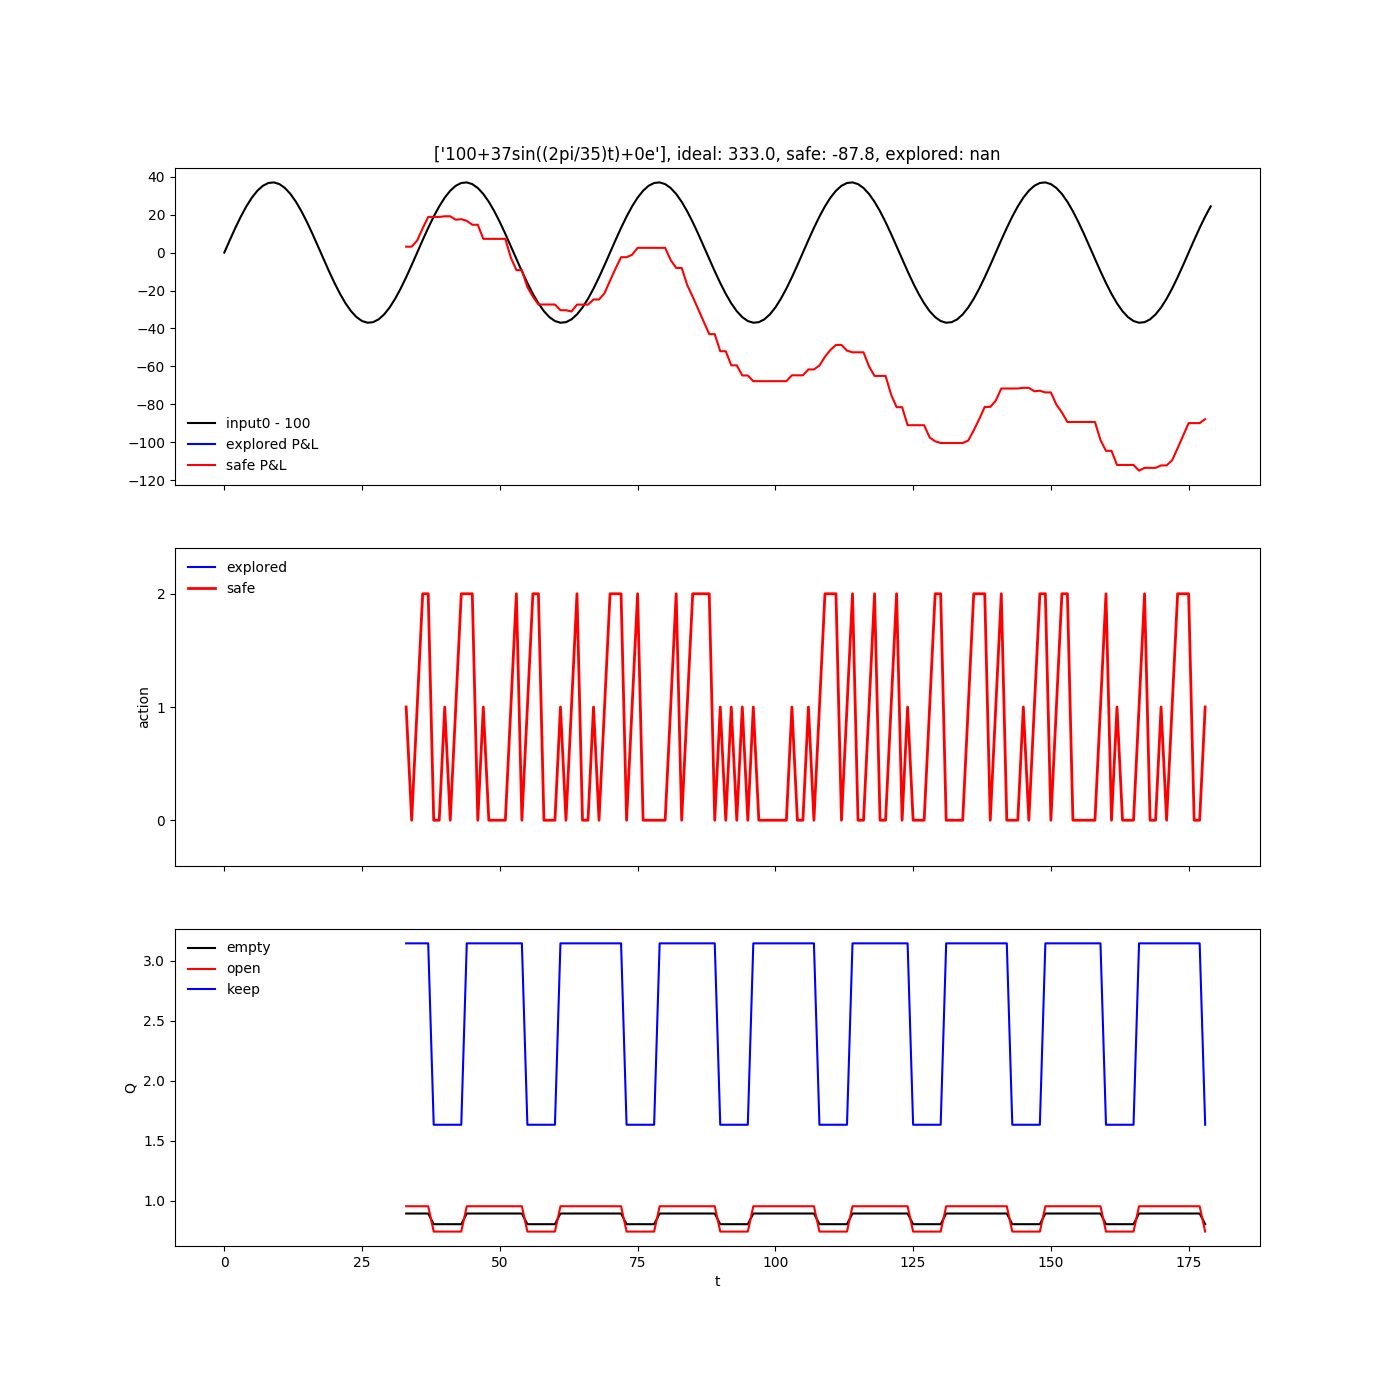 ['100+37sin((2pi/35)t)+0e'], ideal: 333.0, safe: -87.8, explored: nan
40
20
0
−20
−40
−60
−80
−100
−120
input0 - 100
explored P&L
safe P&L
action
2
1
0
explored
safe
Q
3.0
2.5
2.0
1.5
1.0
empty
open
keep
0 25 50 75 100 125 150 175
t